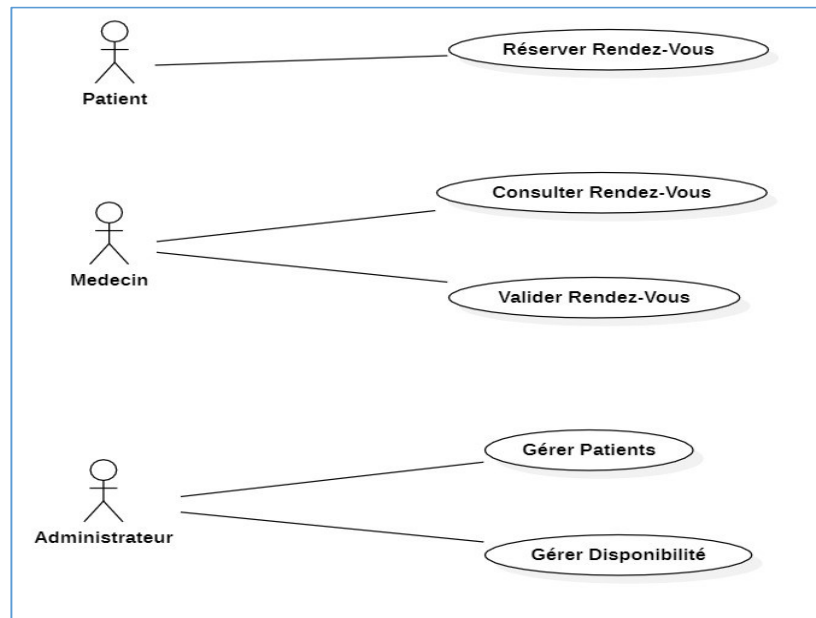 Réserver Rendez-Vous
Patient
Consulter Rendez-Vous
Medecin
Valider Rendez-Vous
Gérer Patients
Administrateur
Gérer Disponibilité